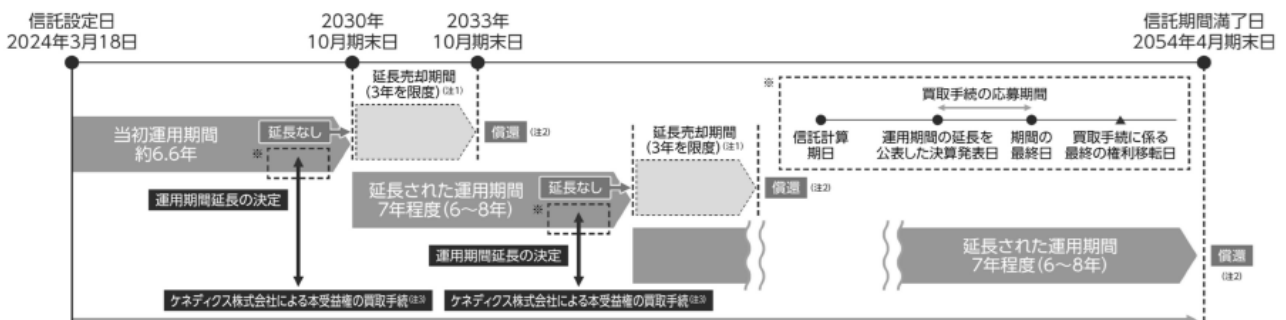 信託設定日
2024年3月18日
2030年
10月期末日
2033年
10月期末日
信託期間満了日
2054年4月期末日
延長売却期間
(3年を限度)(注1)
※
買取手続の応募期間
信託計算
期日
運用期間の延長を
公表した決算発表日
期間の
最終日
買取手続に係る
最終の権利移転日
当初運用期間
約6.6年
延長なし
※
償還 (注2)
運用期間延長の決定
延長売却期間
(3年を限度)(注1)
延長された運用期間
7年程度(6〜8年)
延長なし
※
償還 (注2)
運用期間延長の決定
延長された運用期間
7年程度(6〜8年)
償還
(注2)
ケネディクス株式会社による本受益権の買取手続(注3)
ケネディクス株式会社による本受益権の買取手続(注3)